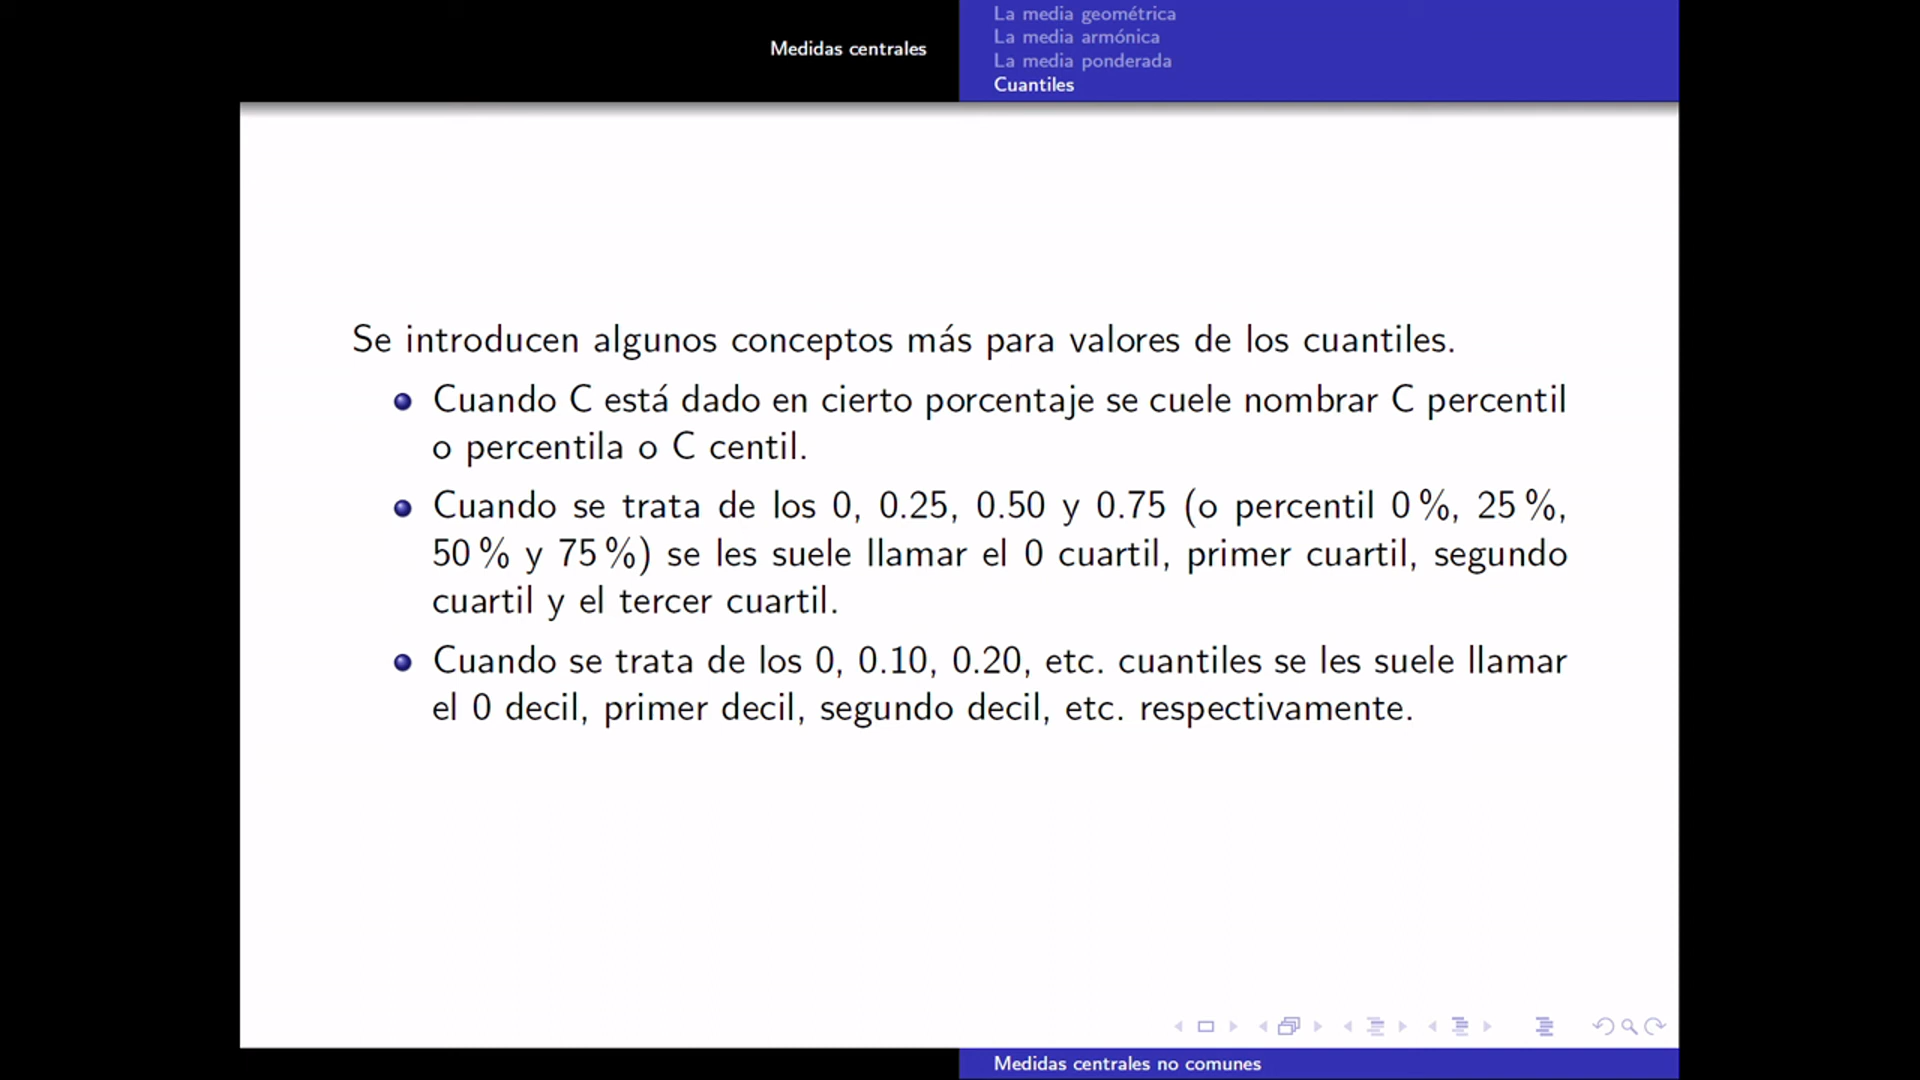 Medidas centrales
La media geométrica
La media armónica
La media ponderada
Cuantiles
Se introducen algunos conceptos más para valores de los cuantiles.
Cuando C está dado en cierto porcentaje se cuele nombrar C percentil
o percentila o C centil.
Cuando se trata de los 0, 0.25, 0.50 y 0.75 (o percentil 0 %, 25 %,
50 % y 75 %) se les suele llamar el 0 cuartil, primer cuartil, segundo
cuartil y el tercer cuartil.
Cuando se trata de los 0, 0.10, 0.20, etc. cuantiles se les suele llamar
el 0 decil, primer decil, segundo decil, etc. respectivamente.
Medidas centrales no comunes